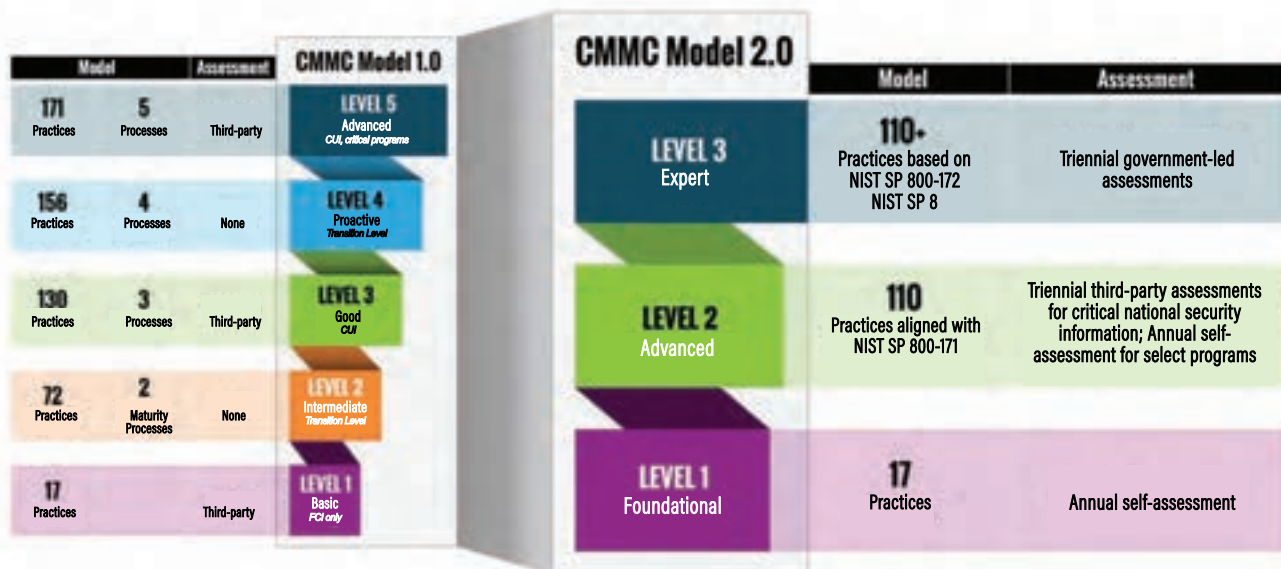 CMMC Model 1.0
Model Assessment
171 5
Practices Processes Third-party
LEVEL 5
Advanced
CUI, critical programs
156 4
Practices Processes None
LEVEL 4
Proactive
Transition Level
130 3
Practices Processes Third-party
LEVEL 3
Good
CUI
72 2
Practices Maturity Processes None
LEVEL 2
Intermediate
Transition Level
17
Practices Third-party
LEVEL 1
Basic
FCI only
CMMC Model 2.0
Model Assessment
LEVEL 3
Expert
110+
Practices based on
NIST SP 800-172
NIST SP 8
Triennial government-led
assessments
LEVEL 2
Advanced
110
Practices aligned with
NIST SP 800-171
Triennial third-party assessments
for critical national security
information; Annual self-
assessment for select programs
LEVEL 1
Foundational
17
Practices
Annual self-assessment